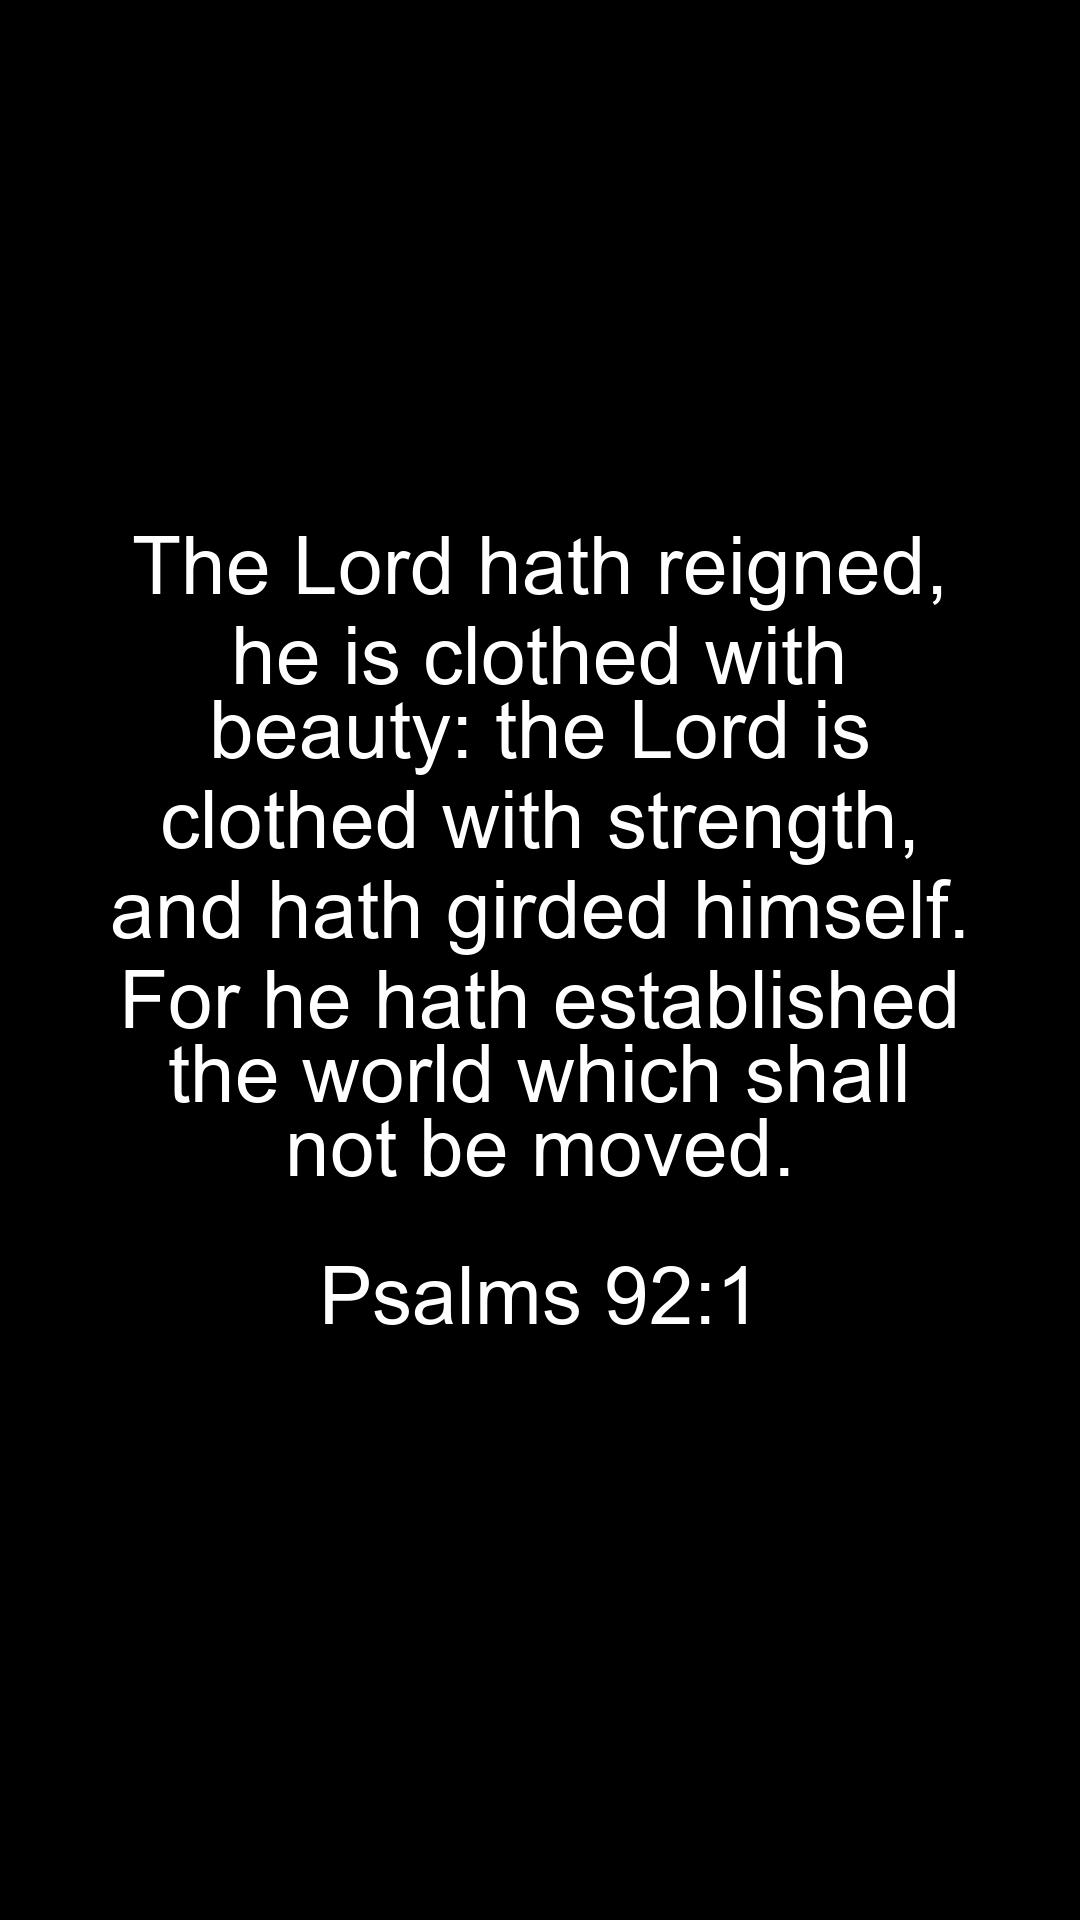 The Lord hath reigned,
he is clothed with
beauty: the Lord is
clothed with strength,
and hath girded himself.
For he hath established
the world which shall
not be moved.
Psalms 92:1